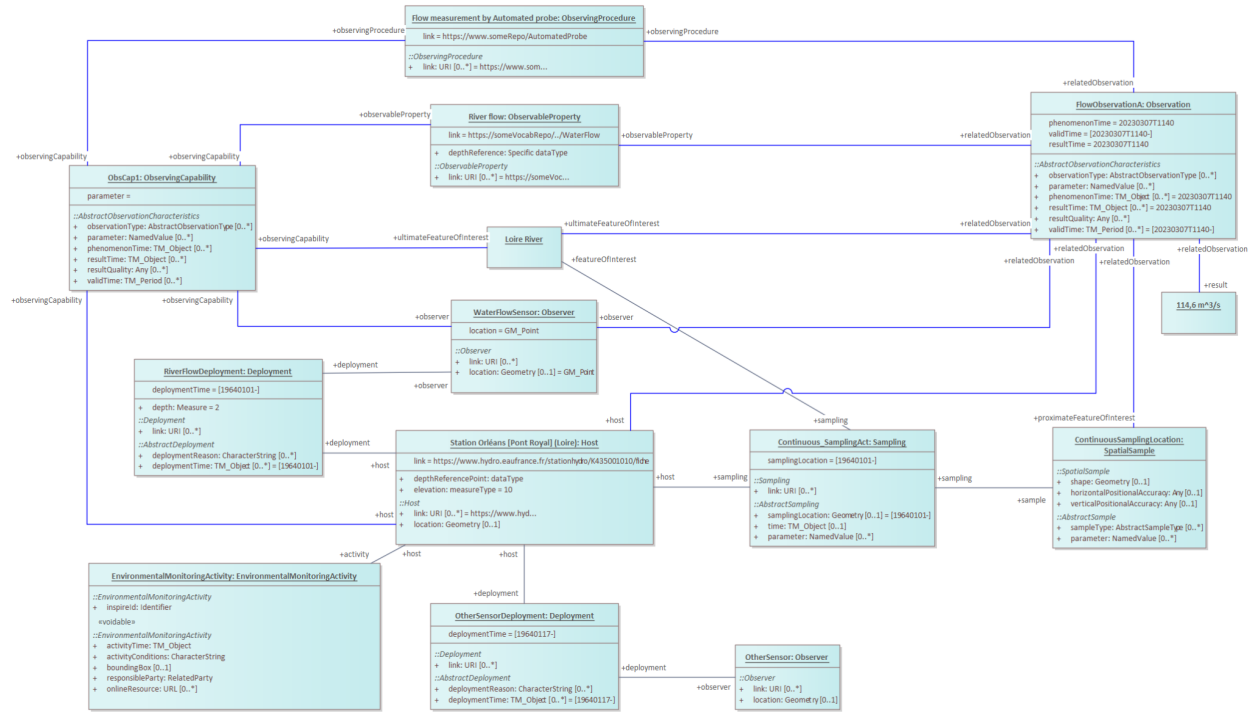 Flow measurement by Automated probe: ObservingProcedure
link = https://www.someRepo/AutomatedProbe
::ObservingProcedure
+ link: URI [0..*] = https://www.som...
+observingProcedure
+observingProcedure
+relatedObservation
River flow: ObservableProperty
link = https://someVocabRepo/../WaterFlow
+ depthReference: Specific dataType
::ObservableProperty
+ link: URI [0..*] = https://someVoc...
+observableProperty
+relatedObservation
FlowObservationA: Observation
phenomenonTime = 20230307T1140
validTime = [20230307T1140-]
resultTime = 20230307T1140
::AbstractObservationCharacteristics
+ observationType: AbstractObservationType [0..*]
+ parameter: NamedValue [0..*]
+ phenomenonTime: TM_Object [0..*] = 20230307T1140
+ resultTime: TM_Object [0..*] = 20230307T1140
+ resultQuality: Any [0..*]
+ validTime: TM_Period [0..*] = [20230307T1140-]
+observingCapability
+observingCapability
ObsCap1: ObservingCapability
parameter =
::AbstractObservationCharacteristics
+ observationType: AbstractObservationType [0..*]
+ parameter: NamedValue [0..*]
+ phenomenonTime: TM_Object [0..*]
+ resultTime: TM_Object [0..*]
+ resultQuality: Any [0..*]
+ validTime: TM_Period [0..*]
+observingCapability
+ultimateFeatureOfInterest
Loire River
+ultimateFeatureOfInterest
+relatedObservation
+featureOfInterest
+relatedObservation
+relatedObservation
+relatedObservation
+result
114,6 m^3/s
+observingCapability
+observingCapability
+observer
WaterFlowSensor: Observer
location = GM_Point
::Observer
+ link: URI [0..*]
+ location: Geometry [0..1] = GM_Point
+observer
RiverFlowDeployment: Deployment
deploymentTime = [19640101-]
+ depth: Measure = 2
::Deployment
+ link: URI [0..*]
::AbstractDeployment
+ deploymentReason: CharacterString [0..*]
+ deploymentTime: TM_Object [0..*] = [19640101-]
+deployment
+observer
+deployment
+host
Station Orléans [Pont Royal] (Loire): Host
link = https://www.hydro.eaufrance.fr/stationhydro/K435001010/fiche
+ depthReferencePoint: dataType
+ elevation: measureType = 10
::Host
+ link: URI [0..*] = https://www.hyd...
+ location: Geometry [0..1]
+host
+host
+host
+sampling
+sampling
Continuous_SamplingAct: Sampling
samplingLocation = [19640101-]
::Sampling
+ link: URI [0..*]
::AbstractSampling
+ samplingLocation: Geometry [0..1] = [19640101-]
+ time: TM_Object [0..1]
+ parameter: NamedValue [0..*]
+sampling
+sample
+proximateFeatureOfInterest
ContinuousSamplingLocation:
SpatialSample
::SpatialSample
+ shape: Geometry [0..1]
+ horizontalPositionalAccuracy: Any [0..1]
+ verticalPositionalAccuracy: Any [0..1]
::AbstractSample
+ sampleType: AbstractSampleType [0..*]
+ parameter: NamedValue [0..*]
+activity
+host
+host
EnvironmentalMonitoringActivity: EnvironmentalMonitoringActivity
::EnvironmentalMonitoringActivity
+ inspireId: Identifier
«voidable»
::EnvironmentalMonitoringActivity
+ activityTime: TM_Object
+ activityConditions: CharacterString
+ boundingBox [0..1]
+ responsibleParty: RelatedParty
+ onlineResource: URL [0..*]
+deployment
OtherSensorDeployment: Deployment
deploymentTime = [19640117-]
::Deployment
+ link: URI [0..*]
::AbstractDeployment
+ deploymentReason: CharacterString [0..*]
+ deploymentTime: TM_Object [0..*] = [19640117-]
+deployment
+observer
OtherSensor: Observer
::Observer
+ link: URI [0..*]
+ location: Geometry [0..1]